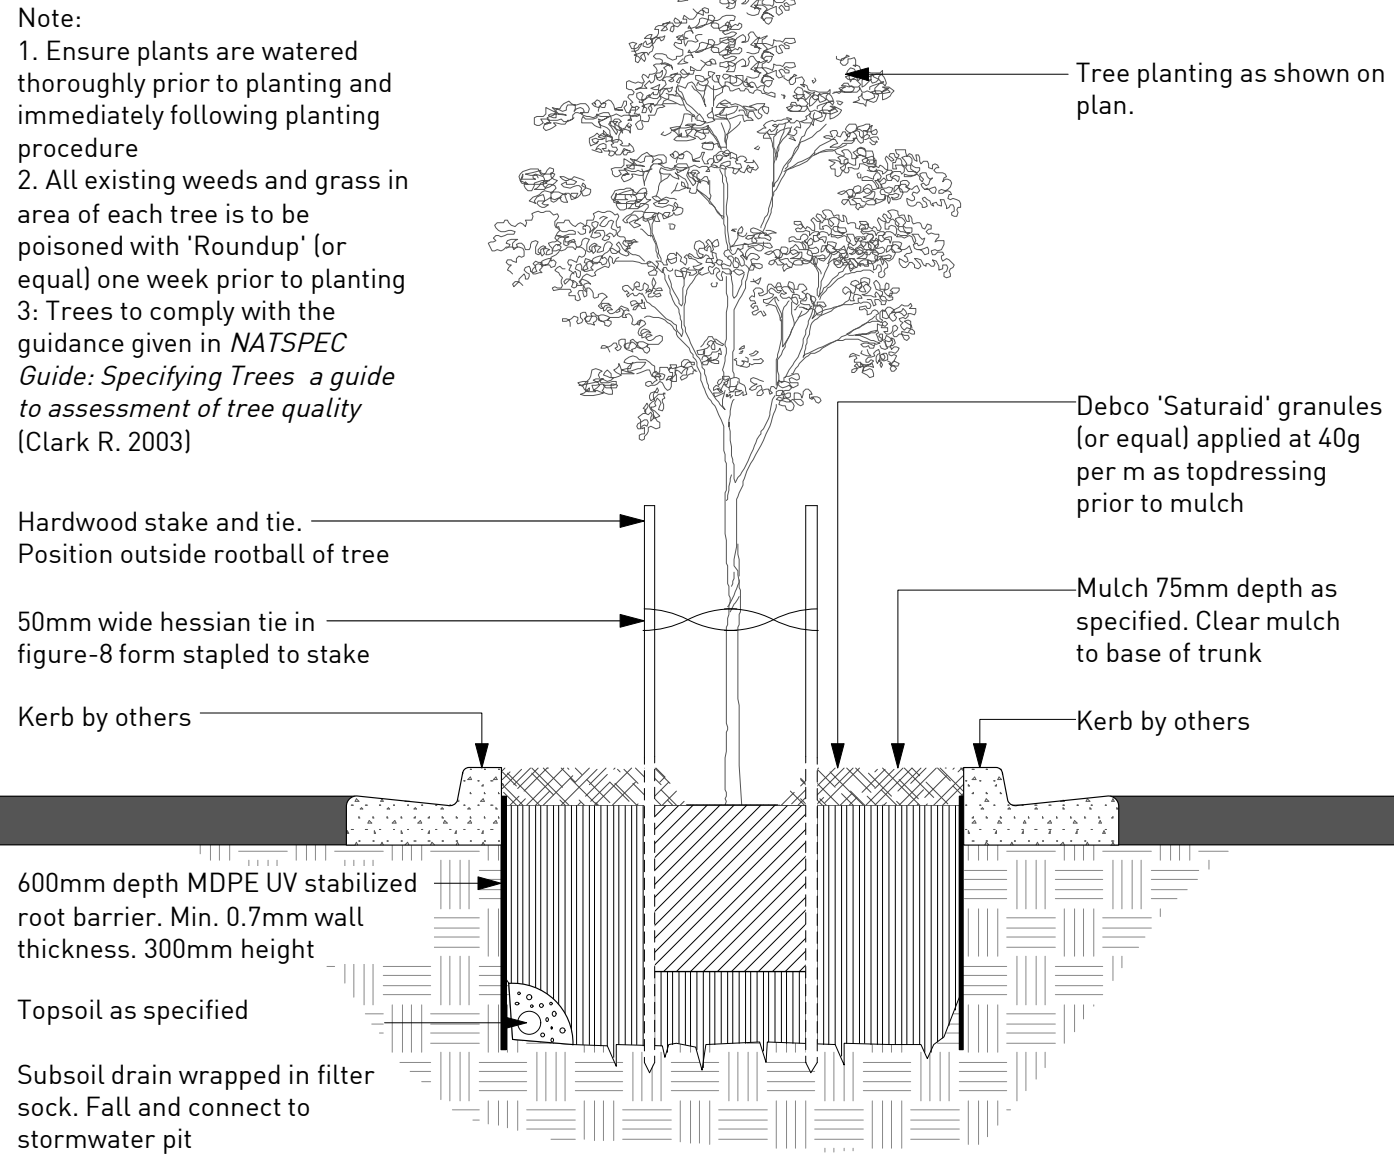 Note:
1. Ensure plants are watered
thoroughly prior to planting and
immediately following planting
procedure
2. All existing weeds and grass in
area of each tree is to be
poisoned with 'Roundup' (or
equal) one week prior to planting
3: Trees to comply with the
guidance given in NATSPEC
Guide: Specifying Trees a guide
to assessment of tree quality
(Clark R. 2003)
Hardwood stake and tie.
Position outside rootball of tree
50mm wide hessian tie in
figure-8 form stapled to stake
Kerb by others
600mm depth MDPE UV stabilized
root barrier. Min. 0.7mm wall
thickness. 300mm height
Topsoil as specified
Subsoil drain wrapped in filter
sock. Fall and connect to
stormwater pit
Tree planting as shown on
plan.
Debco 'Saturaid' granules
(or equal) applied at 40g
per m as topdressing
prior to mulch
Mulch 75mm depth as
specified. Clear mulch
to base of trunk
Kerb by others